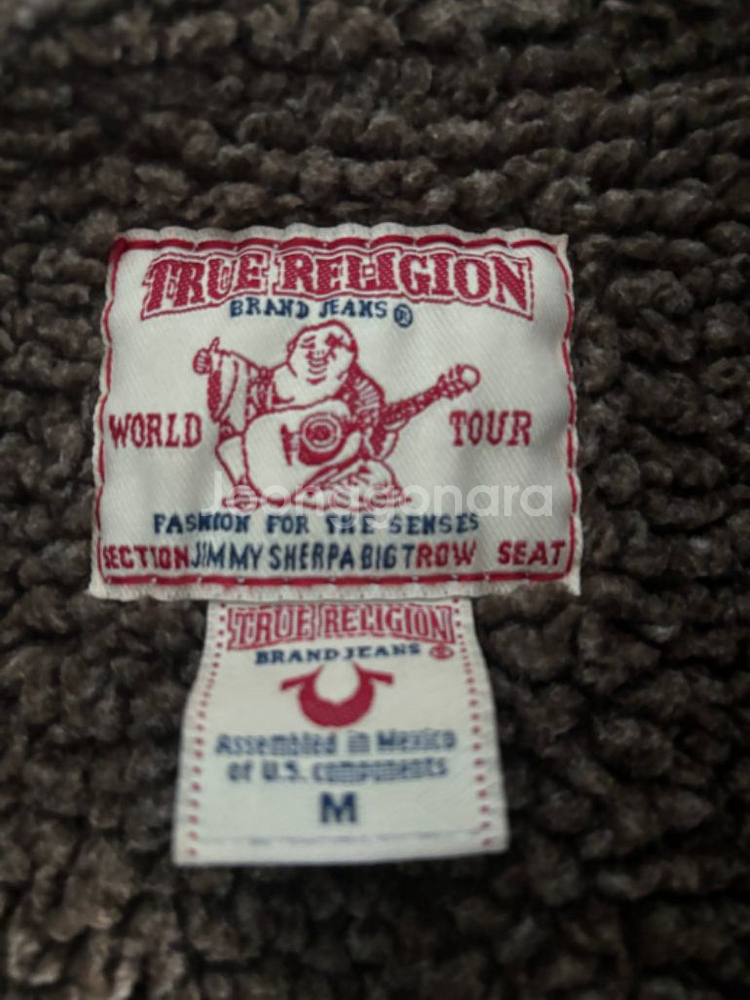 TRUE RELIGION
BRAND JEANS ®
WORLD TOUR
Joonggonara
FASHION FOR THE SENSES
SECTION JIMMY SHERPA BIG T ROW SEAT
TRUE RELIGION
BRAND JEANS ®
Assembled in Mexico
of U.S. components
M